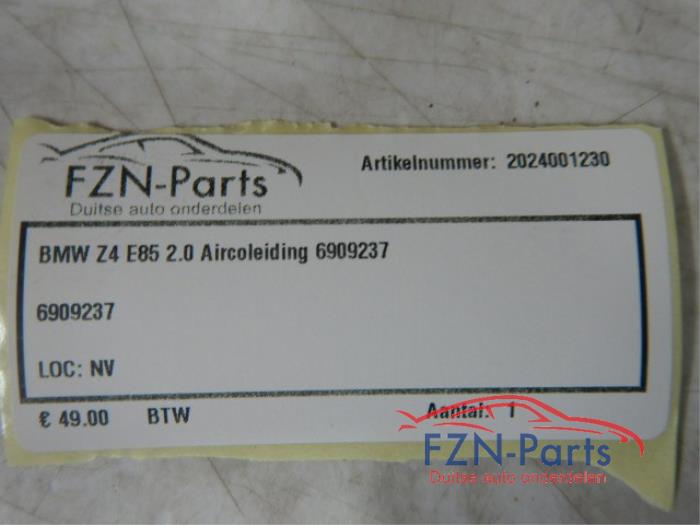 FZN-Parts
Duitse auto onderdelen
Artikelnummer: 2024001230
BMW Z4 E85 2.0 Aircoleiding 6909237
6909237
LOC: NV
€ 49.00 BTW
Aantal: 1
FZN-Parts
Duitse auto onderdelen